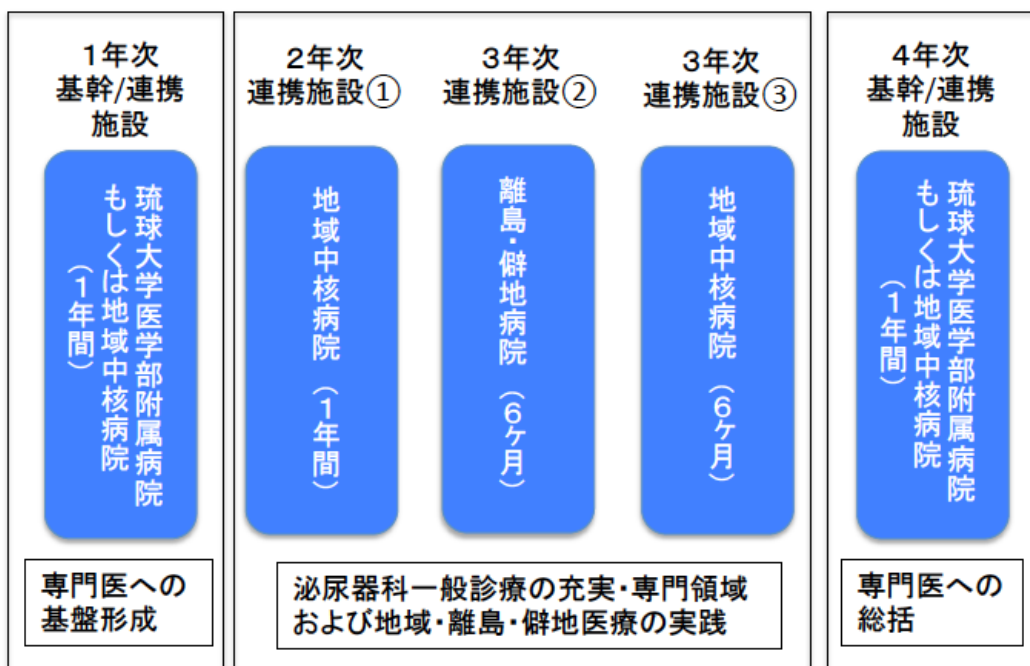 1年次
基幹/連携
施設
琉球大学医学部附属病院
もしくは地域中核病院
（1年間）
専門医への
基盤形成
2年次
連携施設①
地域中核病院（1年間）
3年次
連携施設②
離島・僻地病院（6ヶ月）
3年次
連携施設③
地域中核病院（6ヶ月）
泌尿器科一般診療の充実・専門領域
および地域・離島・僻地医療の実践
4年次
基幹/連携
施設
琉球大学医学部附属病院
もしくは地域中核病院
（1年間）
専門医への
総括